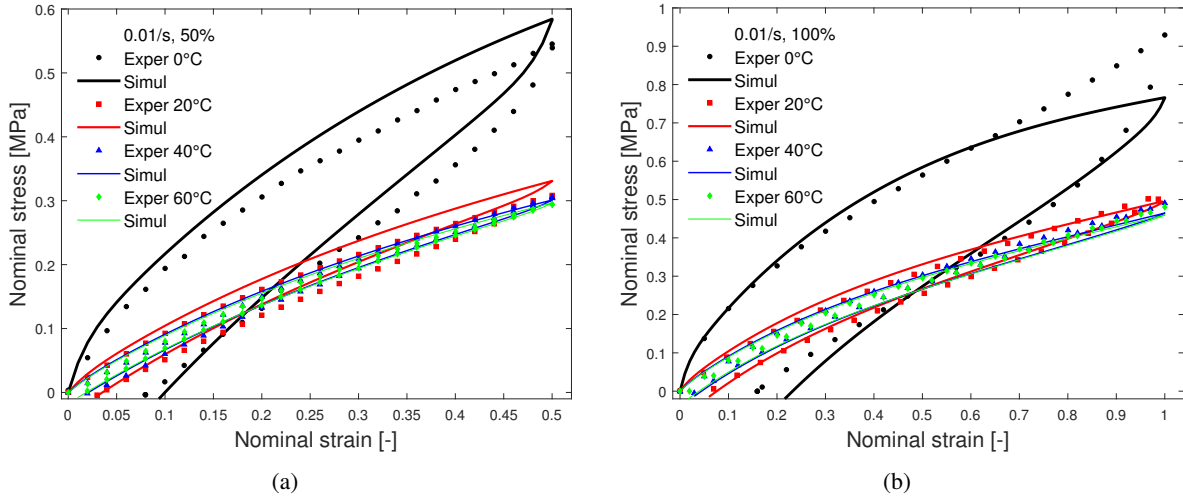 0.6
0.5
0.4
0.3
0.2
0.1
0
Nominal stress [MPa]
0.01/s, 50%
Exper 0°C
Simul
Exper 20°C
Simul
Exper 40°C
Simul
Exper 60°C
Simul
0 0.05 0.1 0.15 0.2 0.25 0.3 0.35 0.4 0.45 0.5
Nominal strain [-]
(a)
1
0.9
0.8
0.7
0.6
0.5
0.4
0.3
0.2
0.1
0
Nominal stress [MPa]
0.01/s, 100%
Exper 0°C
Simul
Exper 20°C
Simul
Exper 40°C
Simul
Exper 60°C
Simul
0 0.1 0.2 0.3 0.4 0.5 0.6 0.7 0.8 0.9 1
Nominal strain [-]
(b)